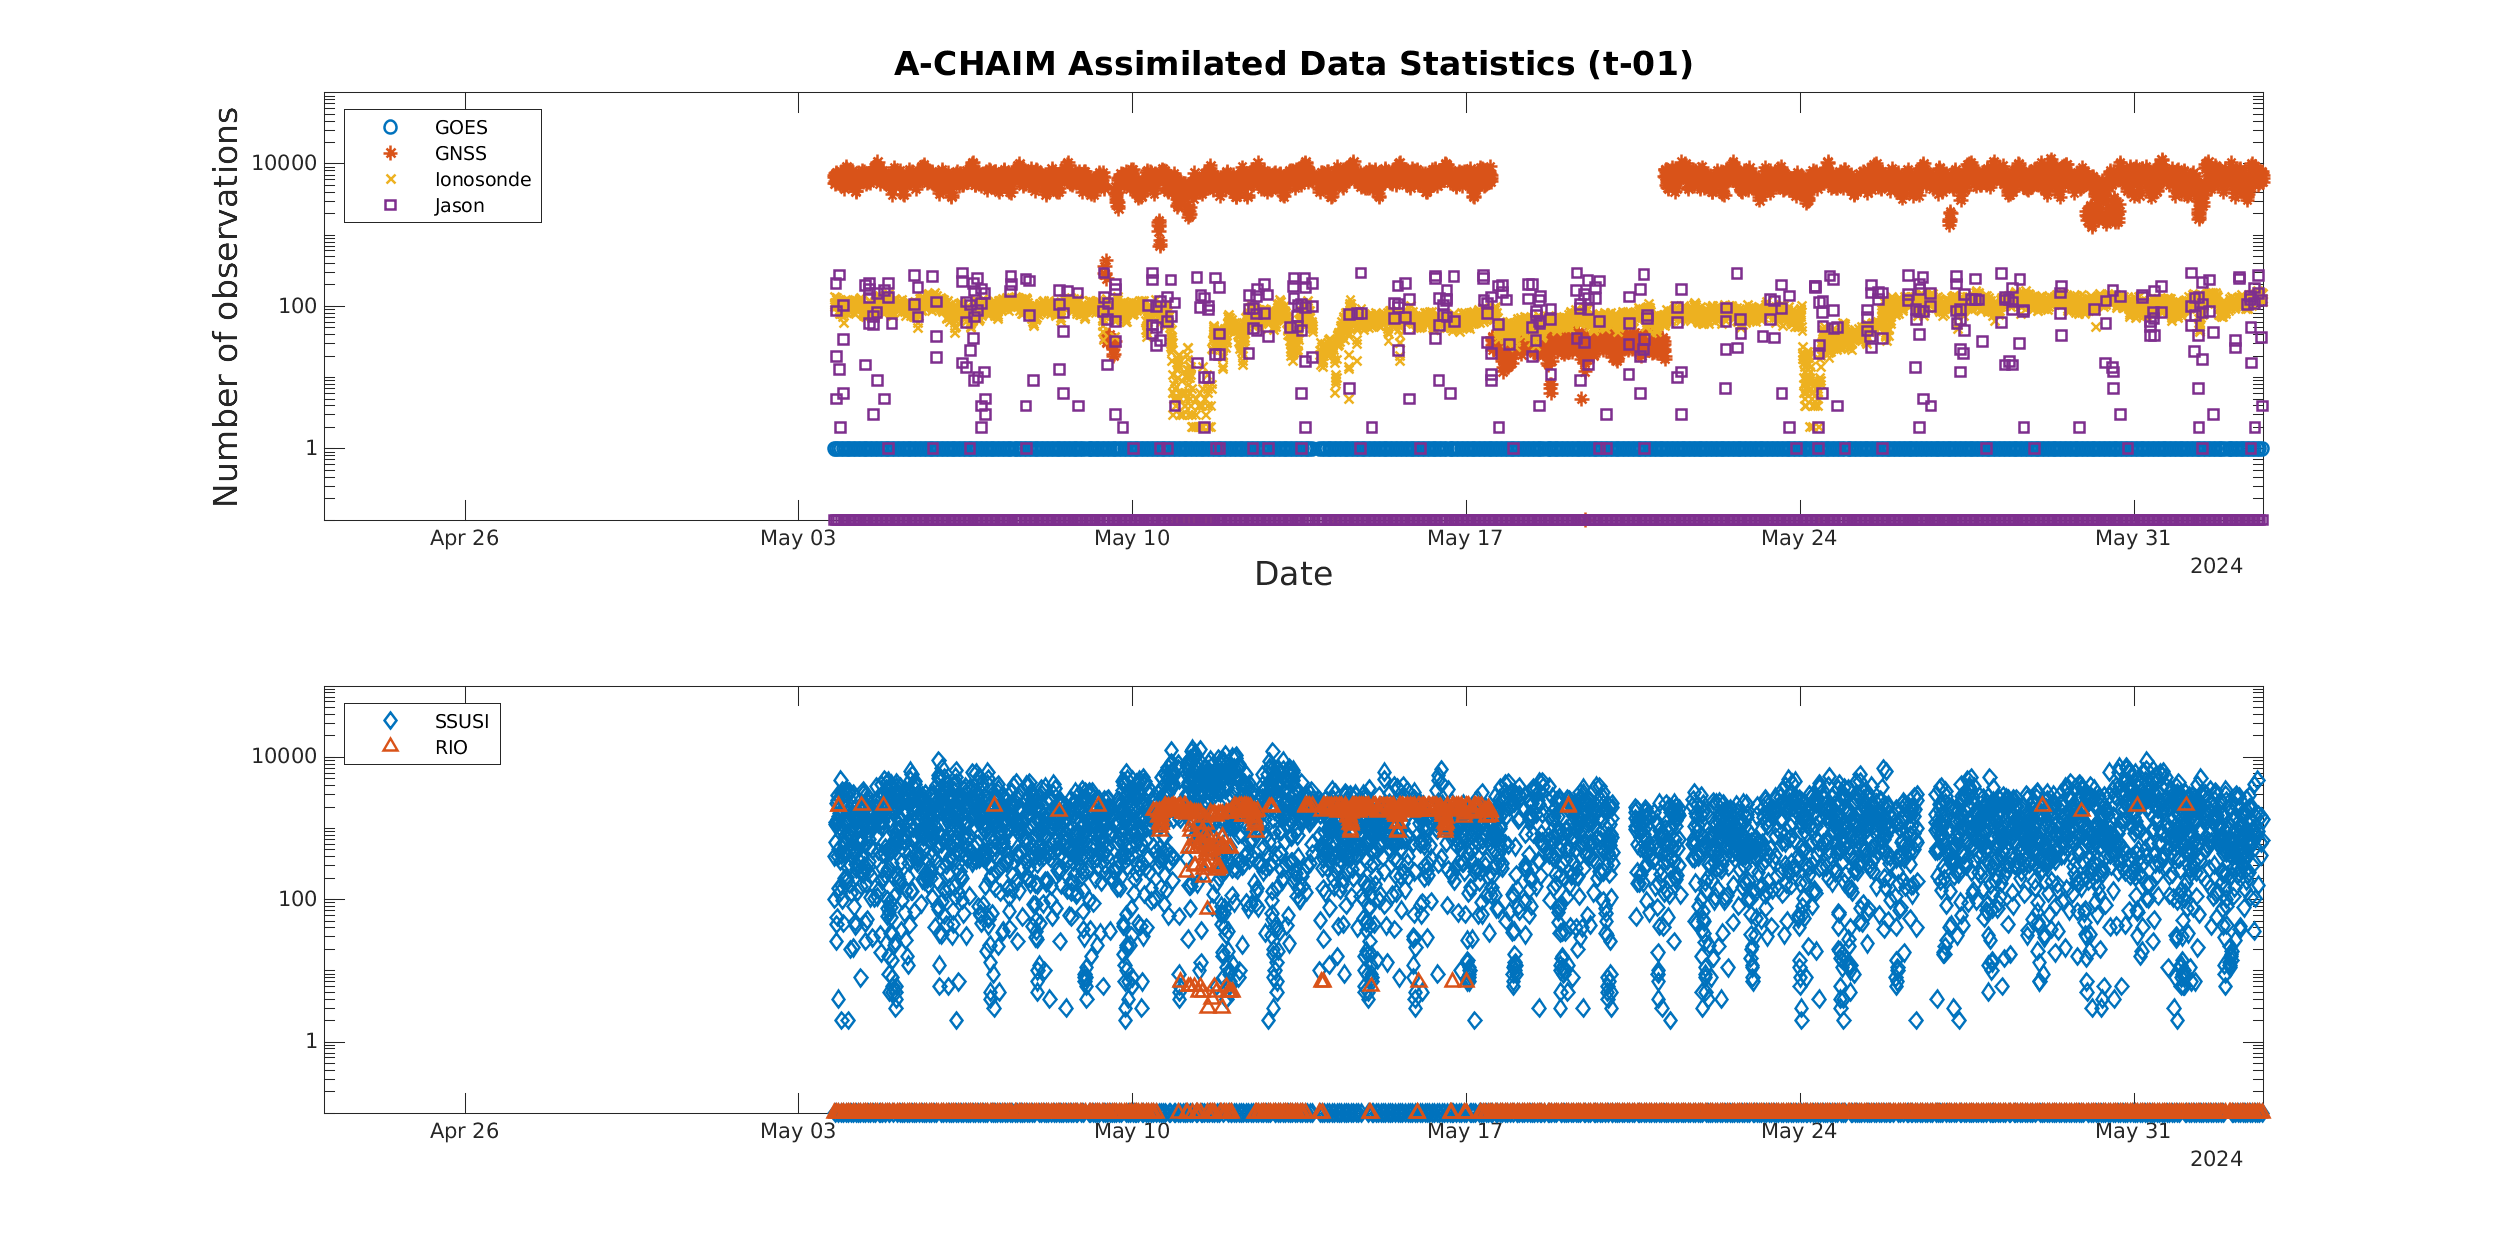 A-CHAIM Assimilated Data Statistics (t-01)
Number of observations
10000
100
1
GOES
GNSS
Ionosonde
Jason
Apr 26
May 03
May 10
May 17
May 24
May 31
2024
Date
10000
100
1
SSUSI
RIO
Apr 26
May 03
May 10
May 17
May 24
May 31
2024